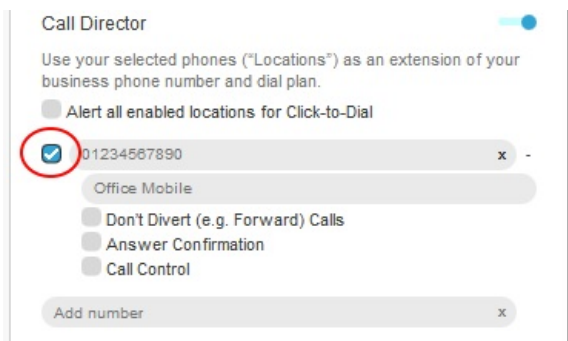 Call Director
Use your selected phones ("Locations") as an extension of your
business phone number and dial plan.
Alert all enabled locations for Click-to-Dial
01234567890 x -
Office Mobile
Don't Divert (e.g. Forward) Calls
Answer Confirmation
Call Control
Add number x